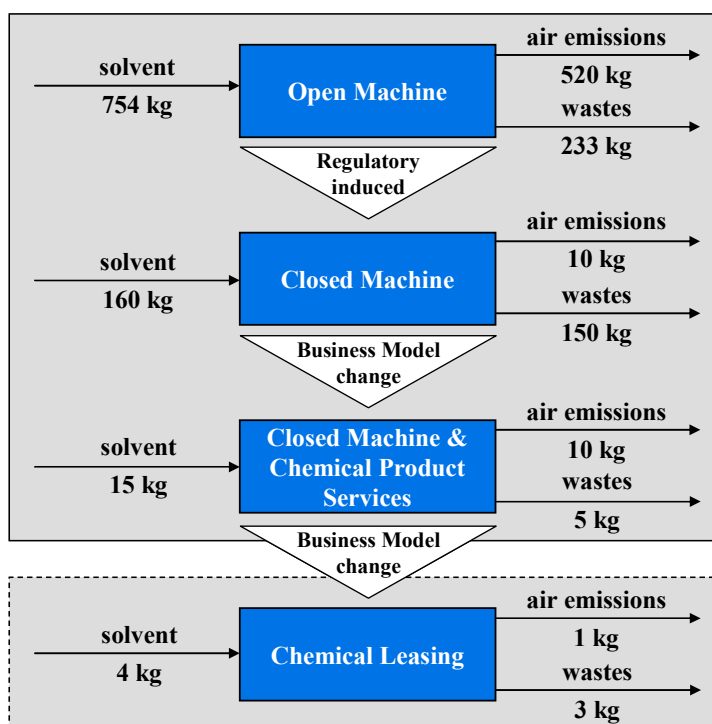 air emissions
solvent
520 kg
Open Machine
754 kg
wastes
233 kg
Regulatory
induced
air emissions
solvent
10 kg
Closed Machine
160 kg
wastes
150 kg
Business Model
change
air emissions
solvent
Closed Machine &
10 kg
Chemical Product
15 kg
wastes
Services
5 kg
Business Model
change
air emissions
solvent
1 kg
Chemical Leasing
4 kg
wastes
3 kg